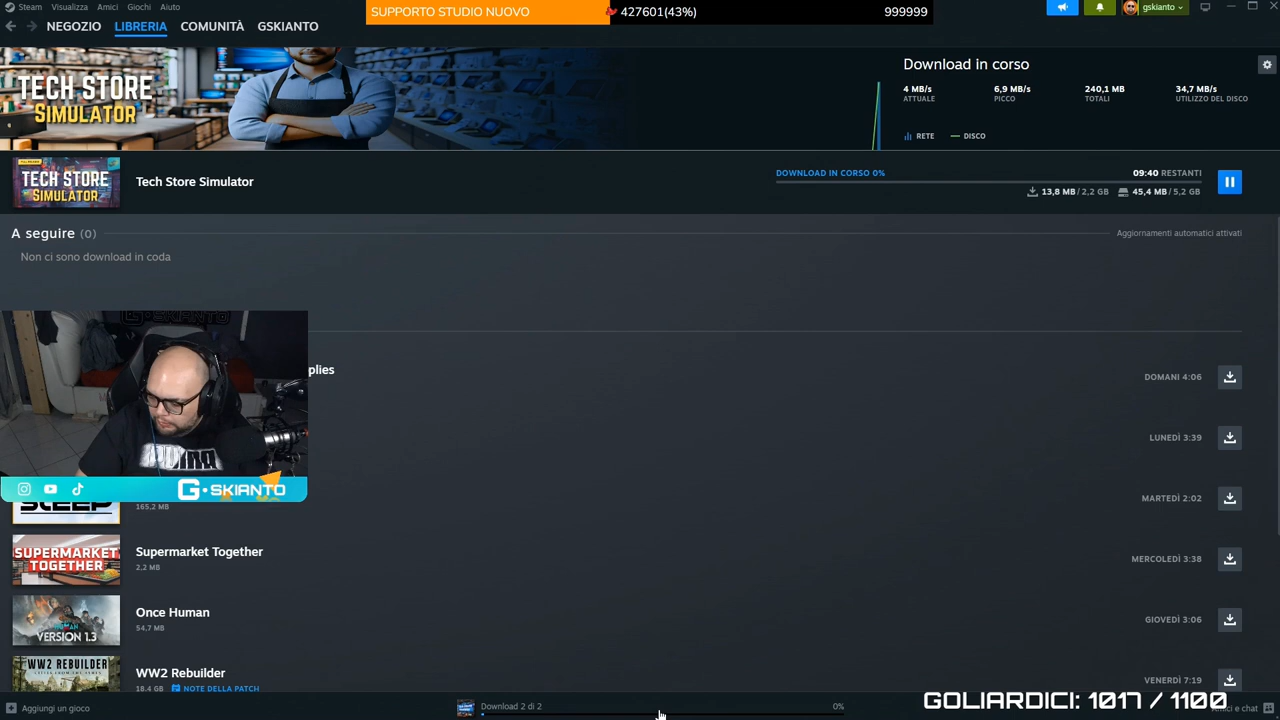 Steam Visualizza Amici Giochi Aiuto
SUPPORTO STUDIO NUOVO 427601(43%) 999999
gskianto
NEGOZIO LIBRERIA COMUNITÀ GSKIANTO
TECH STORE
SIMULATOR
Download in corso
4 MB/s 6,9 MB/s 240,1 MB 34,7 MB/s
ATTUALE PICCO TOTALI UTILIZZO DEL DISCO
RETE DISCO
TECH STORE
SIMULATOR
Tech Store Simulator
DOWNLOAD IN CORSO 0% 09:40 RESTANTI
13,8 MB / 2,2 GB 45,4 MB / 5,2 GB
A seguire (0) Aggiornamenti automatici attivati
Non ci sono download in coda
G•SKIANTO
plies
DOMANI 4:06
LUNEDÌ 3:39
G•SKIANTO
165,2 MB
MARTEDÌ 2:02
SUPERMARKET
TOGETHER
Supermarket Together
2,2 MB
MERCOLEDÌ 3:38
HUMAN
VERSION 1.3
Once Human
54,7 MB
GIOVEDÌ 3:06
WW2 REBUILDER
WW2 Rebuilder
18,4 GB NOTE DELLA PATCH
VENERDÌ 7:19
GOLIARDICI: 1017 / 1100
Aggiungi un gioco
Download 2 di 2 0%
e chat